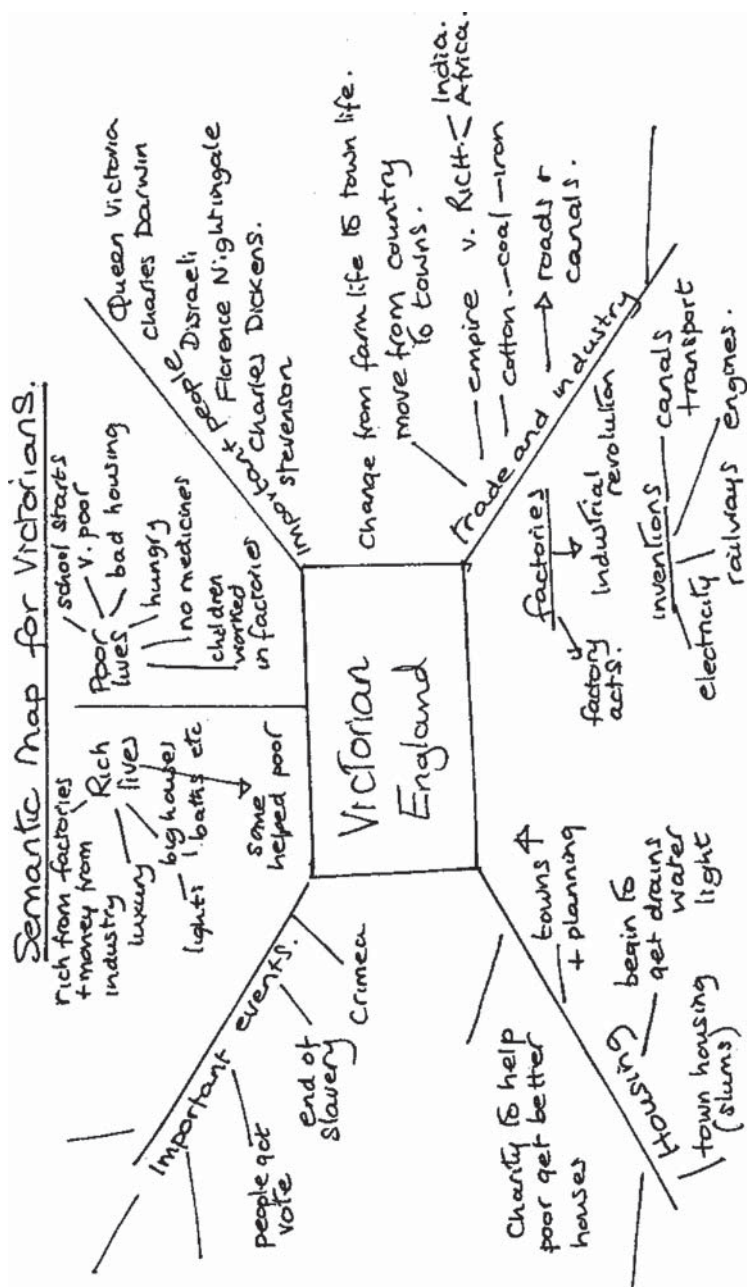 Semantic Map for Victorians.
rich from factories
+ money from
industry
Rich
lives
luxury
big houses
lights
baths etc
some
helped poor
Poor
lives
school starts
v. poor
bad housing
hungry
no medicines
children
worked
in factories
Important people
Queen Victoria
Charles Darwin
Disraeli
Florence Nightingale
Charles Dickens.
Stevenson
Important events.
people got
vote
end of
slavery
Crimea
Victorian
England
Trade and industry
Change from farm life to town life.
move from country
to towns.
empire v. Rich.
India.
Africa.
cotton - coal - iron
roads +
canals.
factories
factory
acts.
Industrial
revolution
inventions
canals
transport
electricity
railways
engines.
Housing
towns
+ planning
begin to
get drains
water
light
town housing
(slums)
Charity to help
poor get better
houses